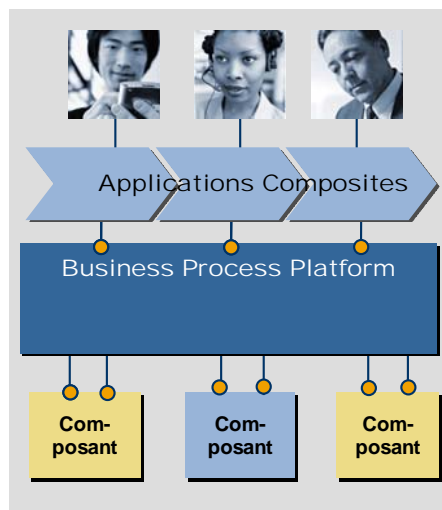 Applications Composites
Business Process Platform
Com-
posant
Com-
posant
Com-
posant